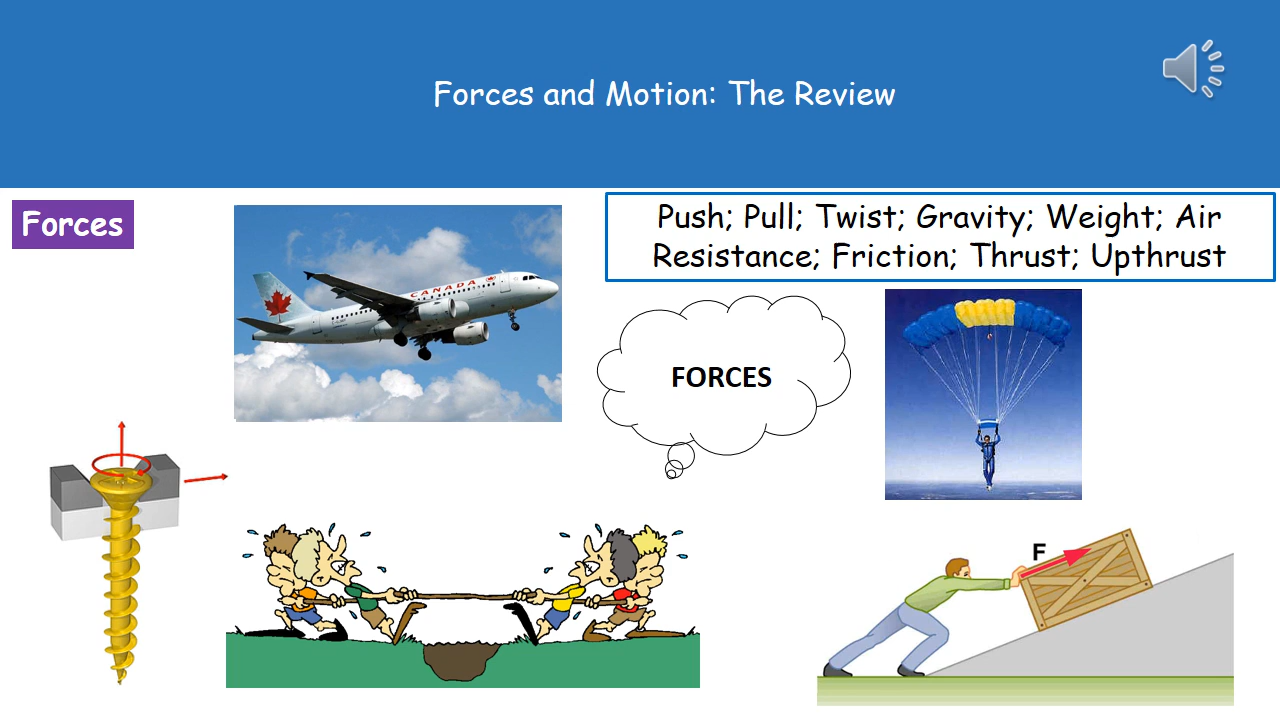 Forces and Motion: The Review
Forces
Push; Pull; Twist; Gravity; Weight; Air
Resistance; Friction; Thrust; Upthrust
CANADA
FORCES
F